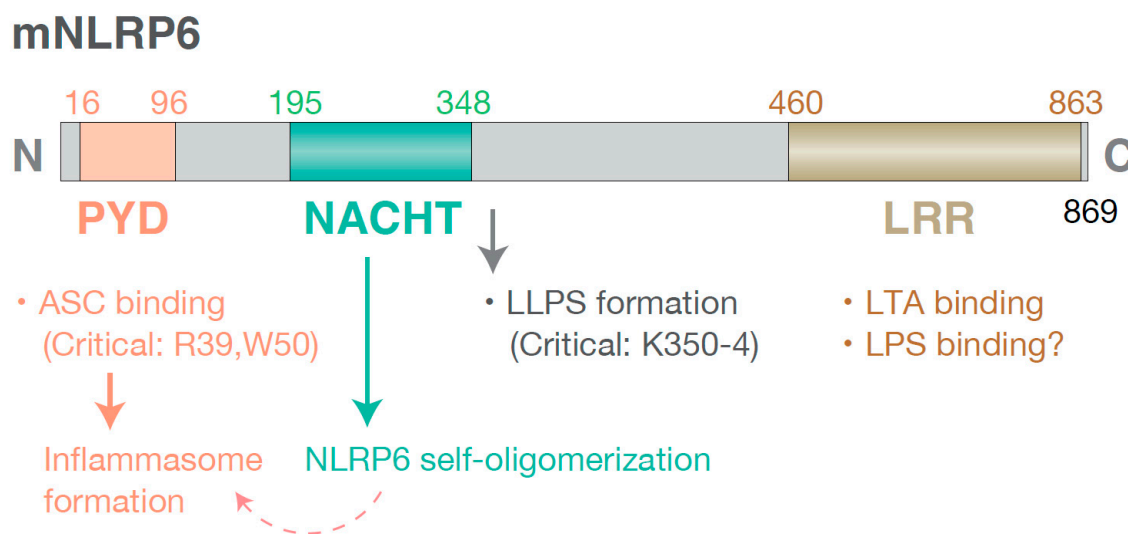 mNLRP6
16 96 195 348 460 863
N C
PYD NACHT LRR 869
• ASC binding
(Critical: R39,W50)
• LLPS formation
(Critical: K350-4)
• LTA binding
• LPS binding?
Inflammasome
formation
NLRP6 self-oligomerization